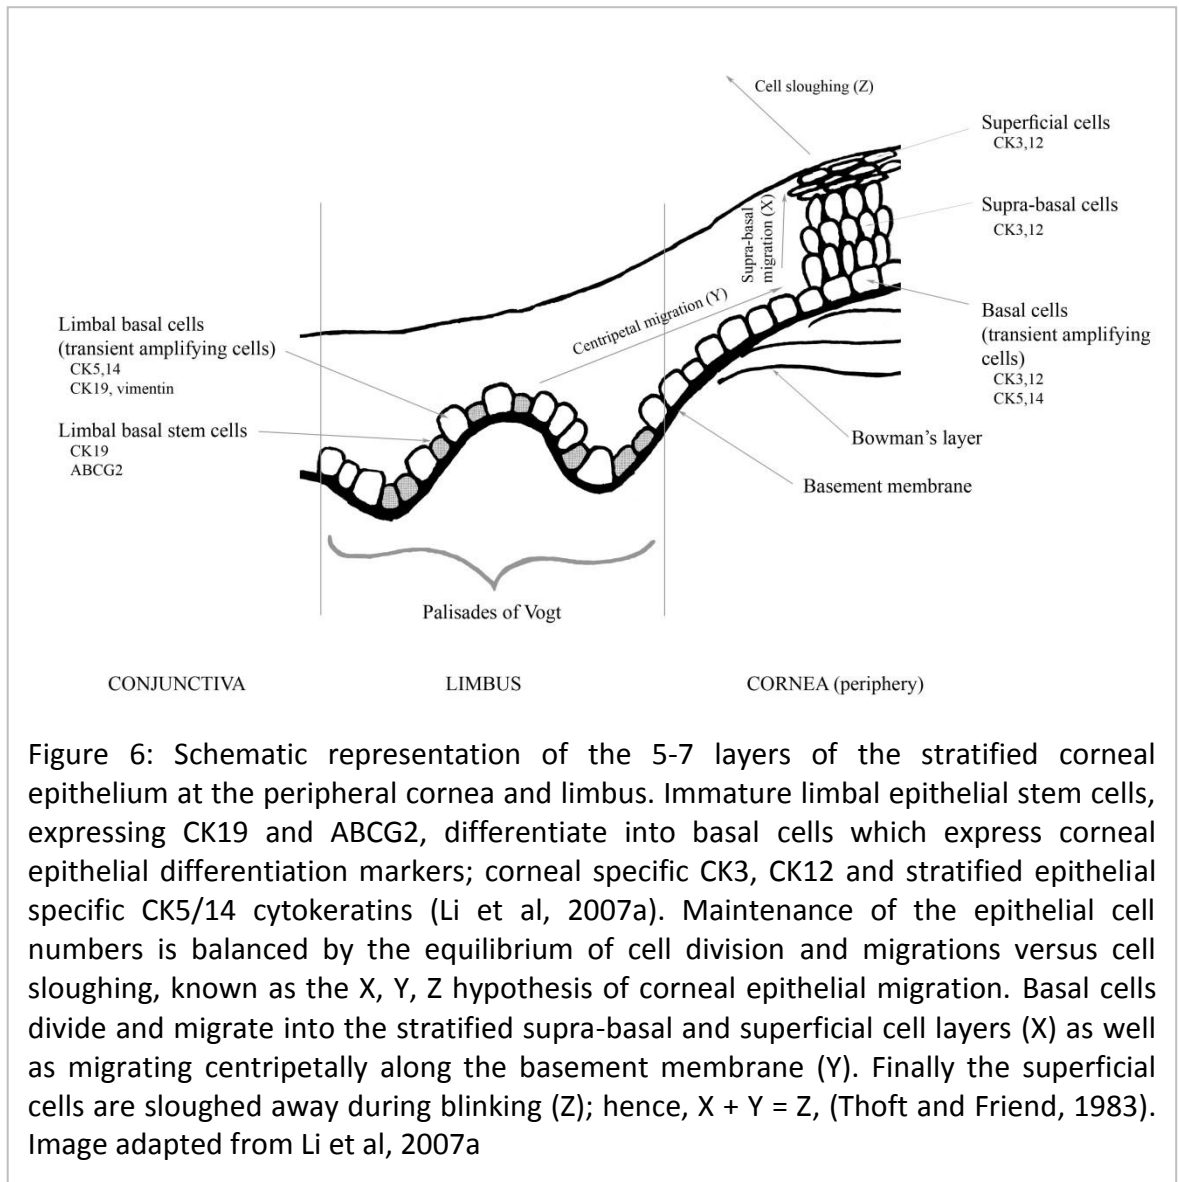 Cell sloughing (Z)
Superficial cells
CK3,12
Supra-basal
migration (X)
Supra-basal cells
CK3,12
Centripetal migration (Y)
Limbal basal cells
(transient amplifying cells)
CK5,14
CK19, vimentin
Basal cells
(transient amplifying
cells)
CK3,12
CK5,14
Limbal basal stem cells
CK19
ABCG2
Bowman’s layer
Basement membrane
Palisades of Vogt
CONJUNCTIVA
LIMBUS
CORNEA (periphery)
Figure 6: Schematic representation of the 5-7 layers of the stratified corneal
epithelium at the peripheral cornea and limbus. Immature limbal epithelial stem cells,
expressing CK19 and ABCG2, differentiate into basal cells which express corneal
epithelial differentiation markers; corneal specific CK3, CK12 and stratified epithelial
specific CK5/14 cytokeratins (Li et al, 2007a). Maintenance of the epithelial cell
numbers is balanced by the equilibrium of cell division and migrations versus cell
sloughing, known as the X, Y, Z hypothesis of corneal epithelial migration. Basal cells
divide and migrate into the stratified supra-basal and superficial cell layers (X) as well
as migrating centripetally along the basement membrane (Y). Finally the superficial
cells are sloughed away during blinking (Z); hence, X + Y = Z, (Thoft and Friend, 1983).
Image adapted from Li et al, 2007a